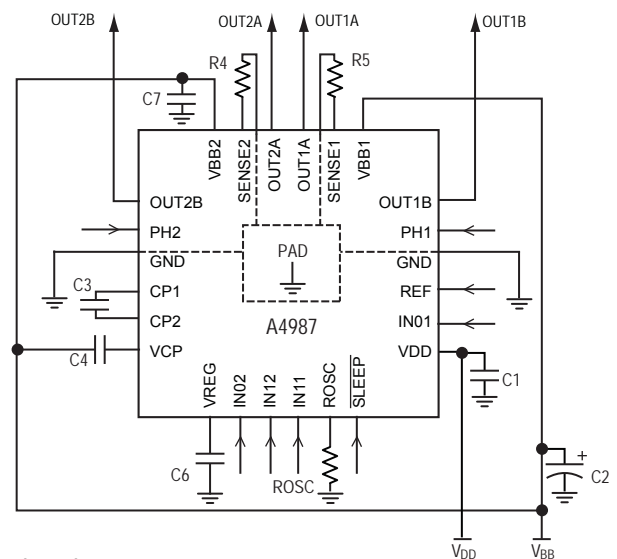 OUT2B
OUT2A
OUT1A
OUT1B
R4
R5
C7
VBB2
SENSE2
OUT2A
OUT1A
SENSE1
VBB1
OUT2B
OUT1B
PH2
PH1
GND
GND
PAD
C3
CP1
REF
CP2
A4987
IN01
C4
VCP
VDD
C1
VREG
IN02
IN12
IN11
ROSC
SLEEP
C6
ROSC
+
C2
VDD
VBB